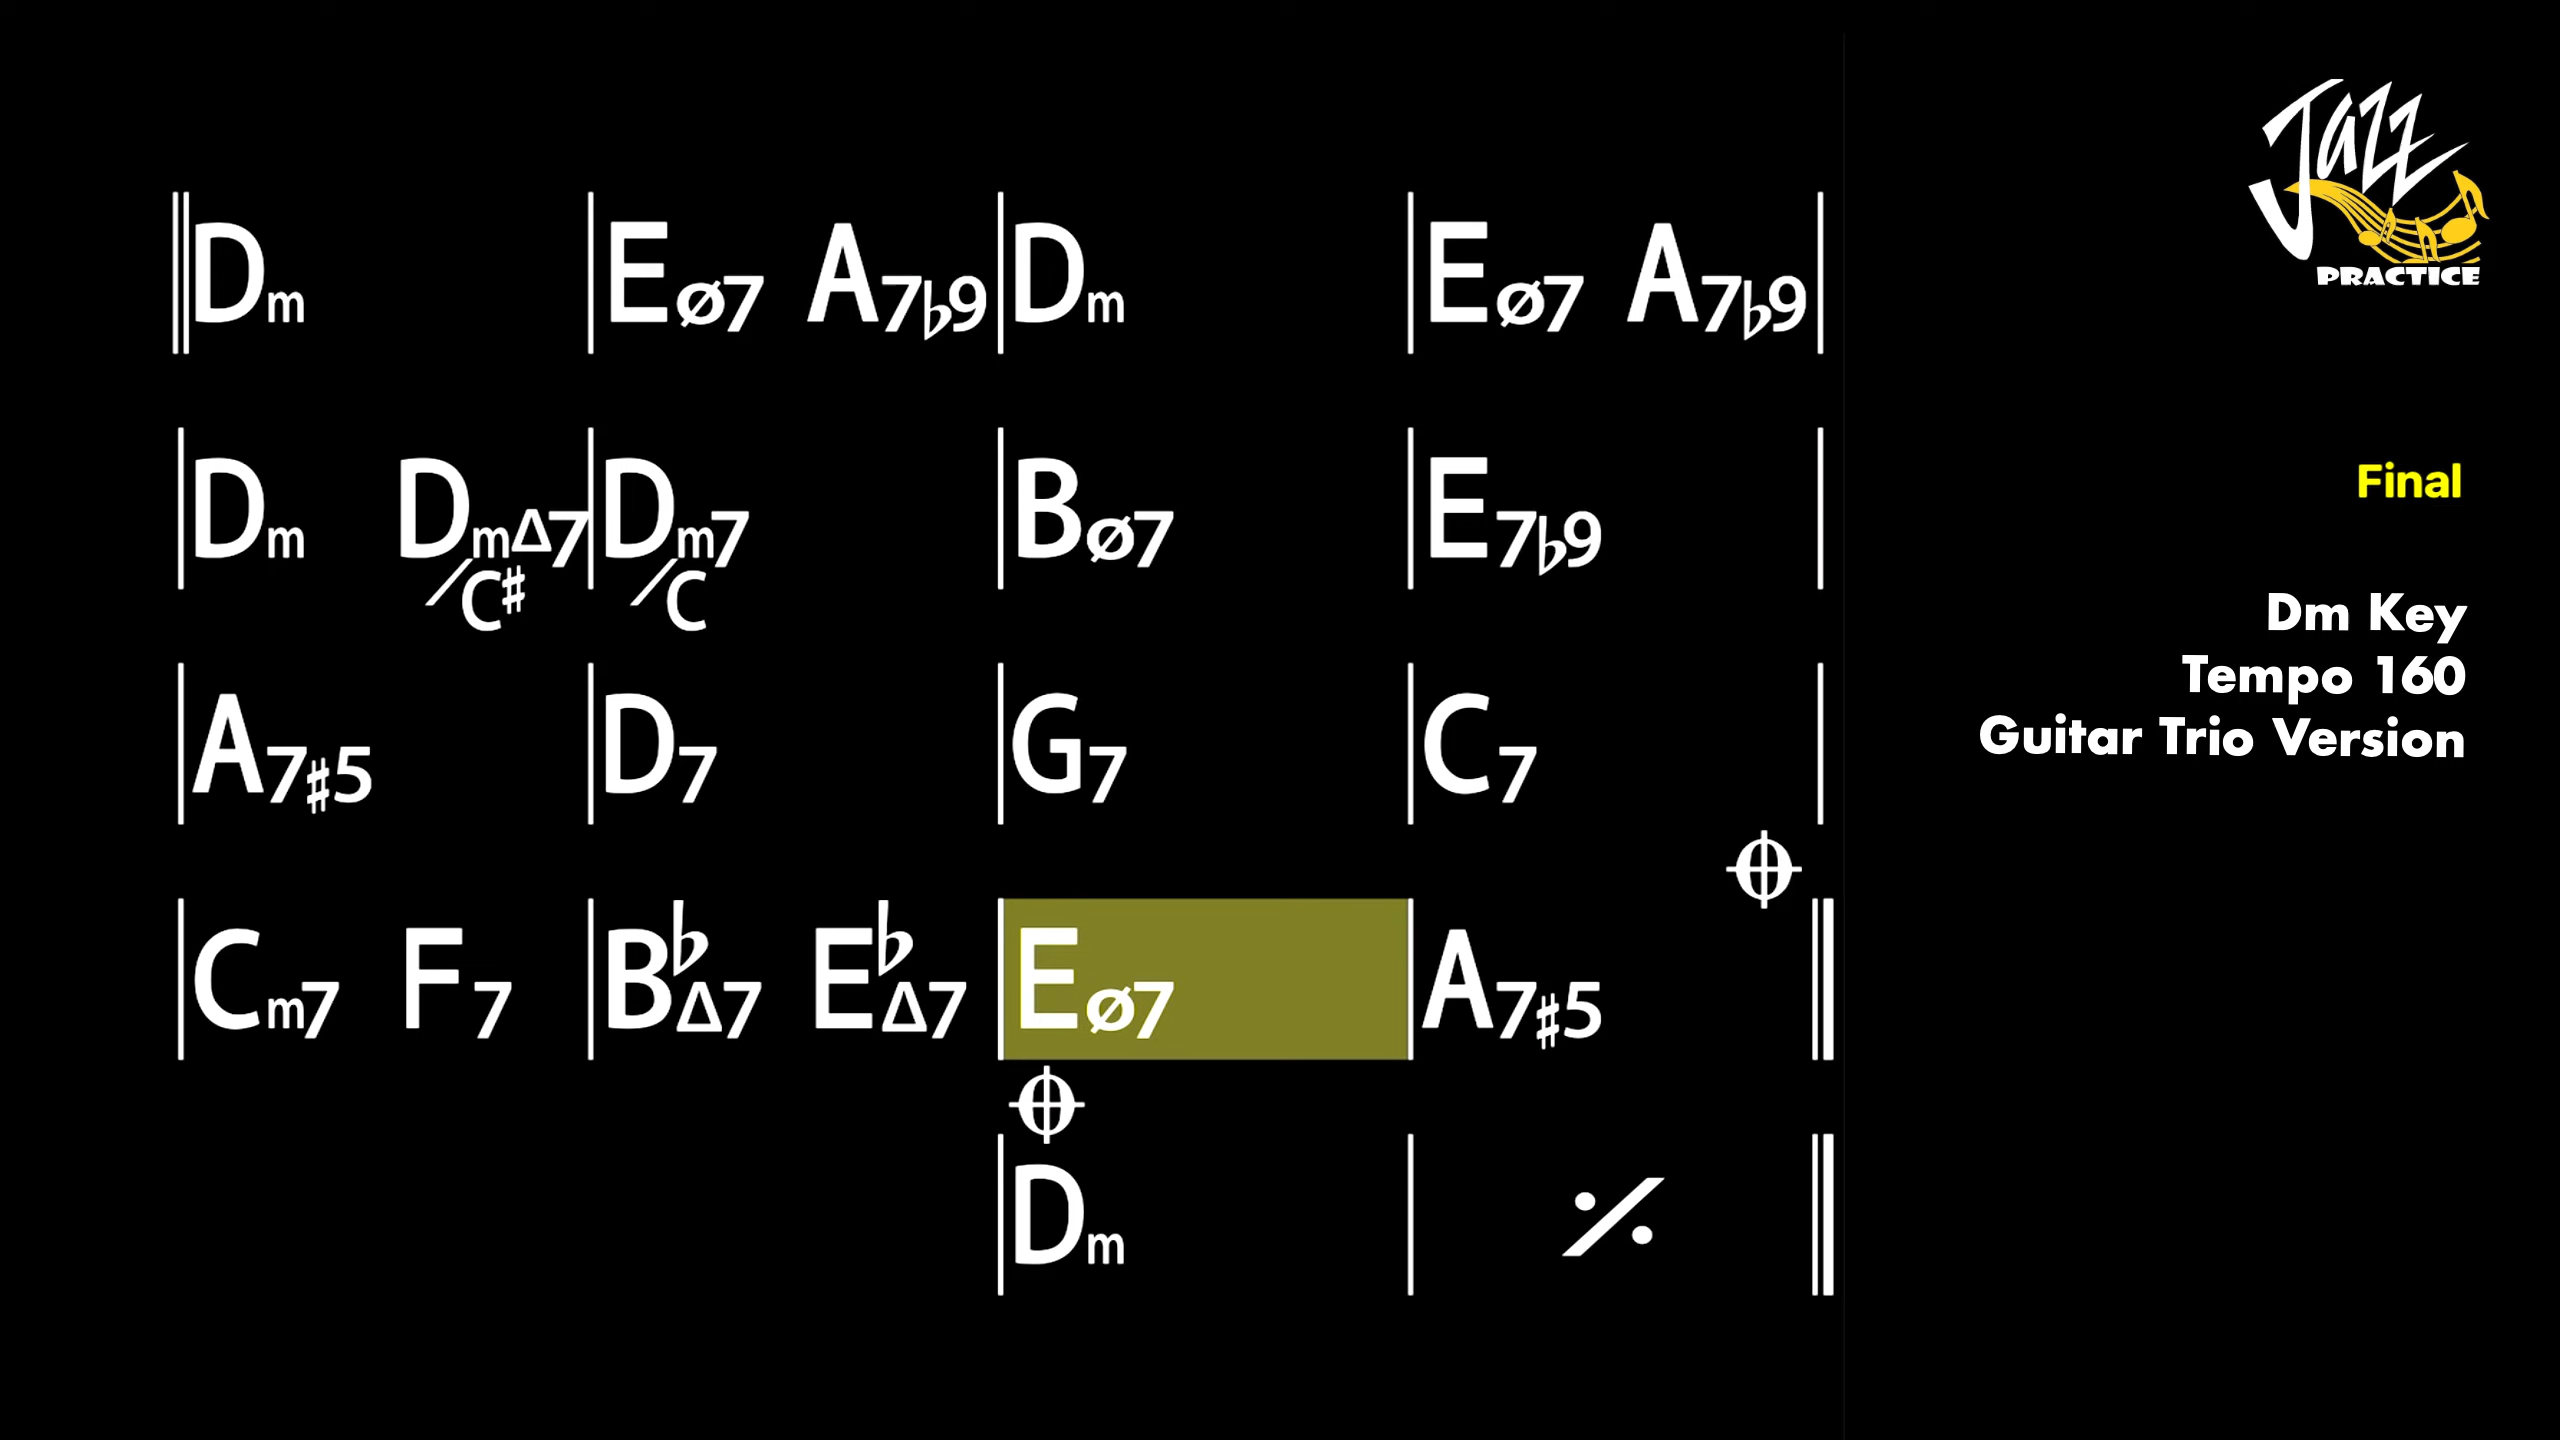 Jazz
PRACTICE
Dm | Eø7 A7♭9 | Dm | Eø7 A7♭9
Dm DmΔ7/C♯ | Dm7/C | Bø7 | E7♭9
A7♯5 | D7 | G7 | C7
Cm7 F7 | B♭Δ7 E♭Δ7 | Eø7 | A7♯5
Dm | 𝄎
Final
Dm Key
Tempo 160
Guitar Trio Version